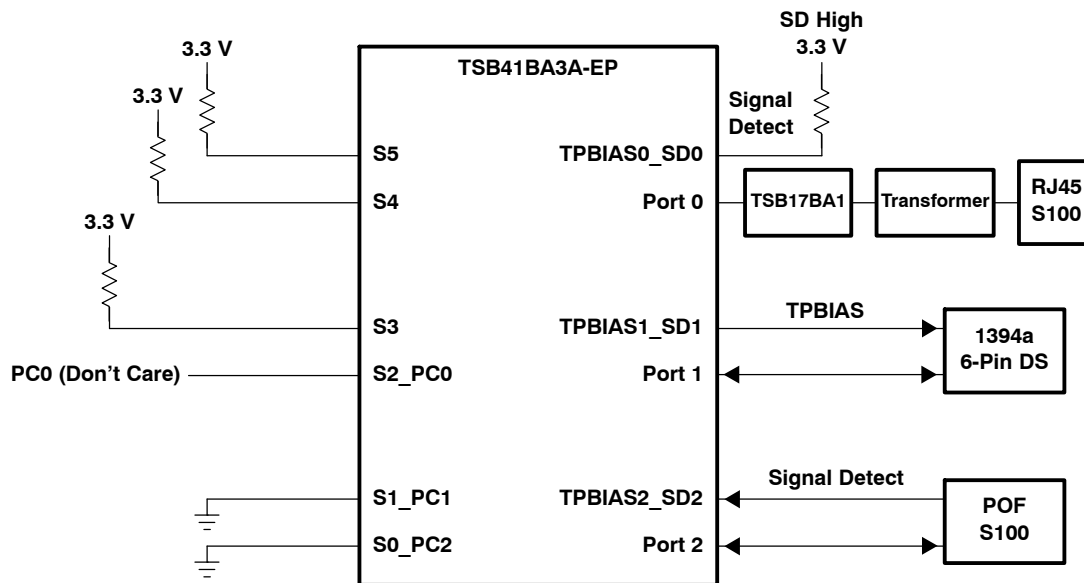 SD High
3.3 V
3.3 V
TSB41BA3A-EP
3.3 V
Signal
Detect
S5
TPBIAS0_SD0
S4
Port 0
TSB17BA1
Transformer
RJ45
S100
3.3 V
S3
TPBIAS1_SD1
TPBIAS
1394a
6-Pin DS
PC0 (Don't Care)
S2_PC0
Port 1
S1_PC1
TPBIAS2_SD2
Signal Detect
POF
S100
S0_PC2
Port 2